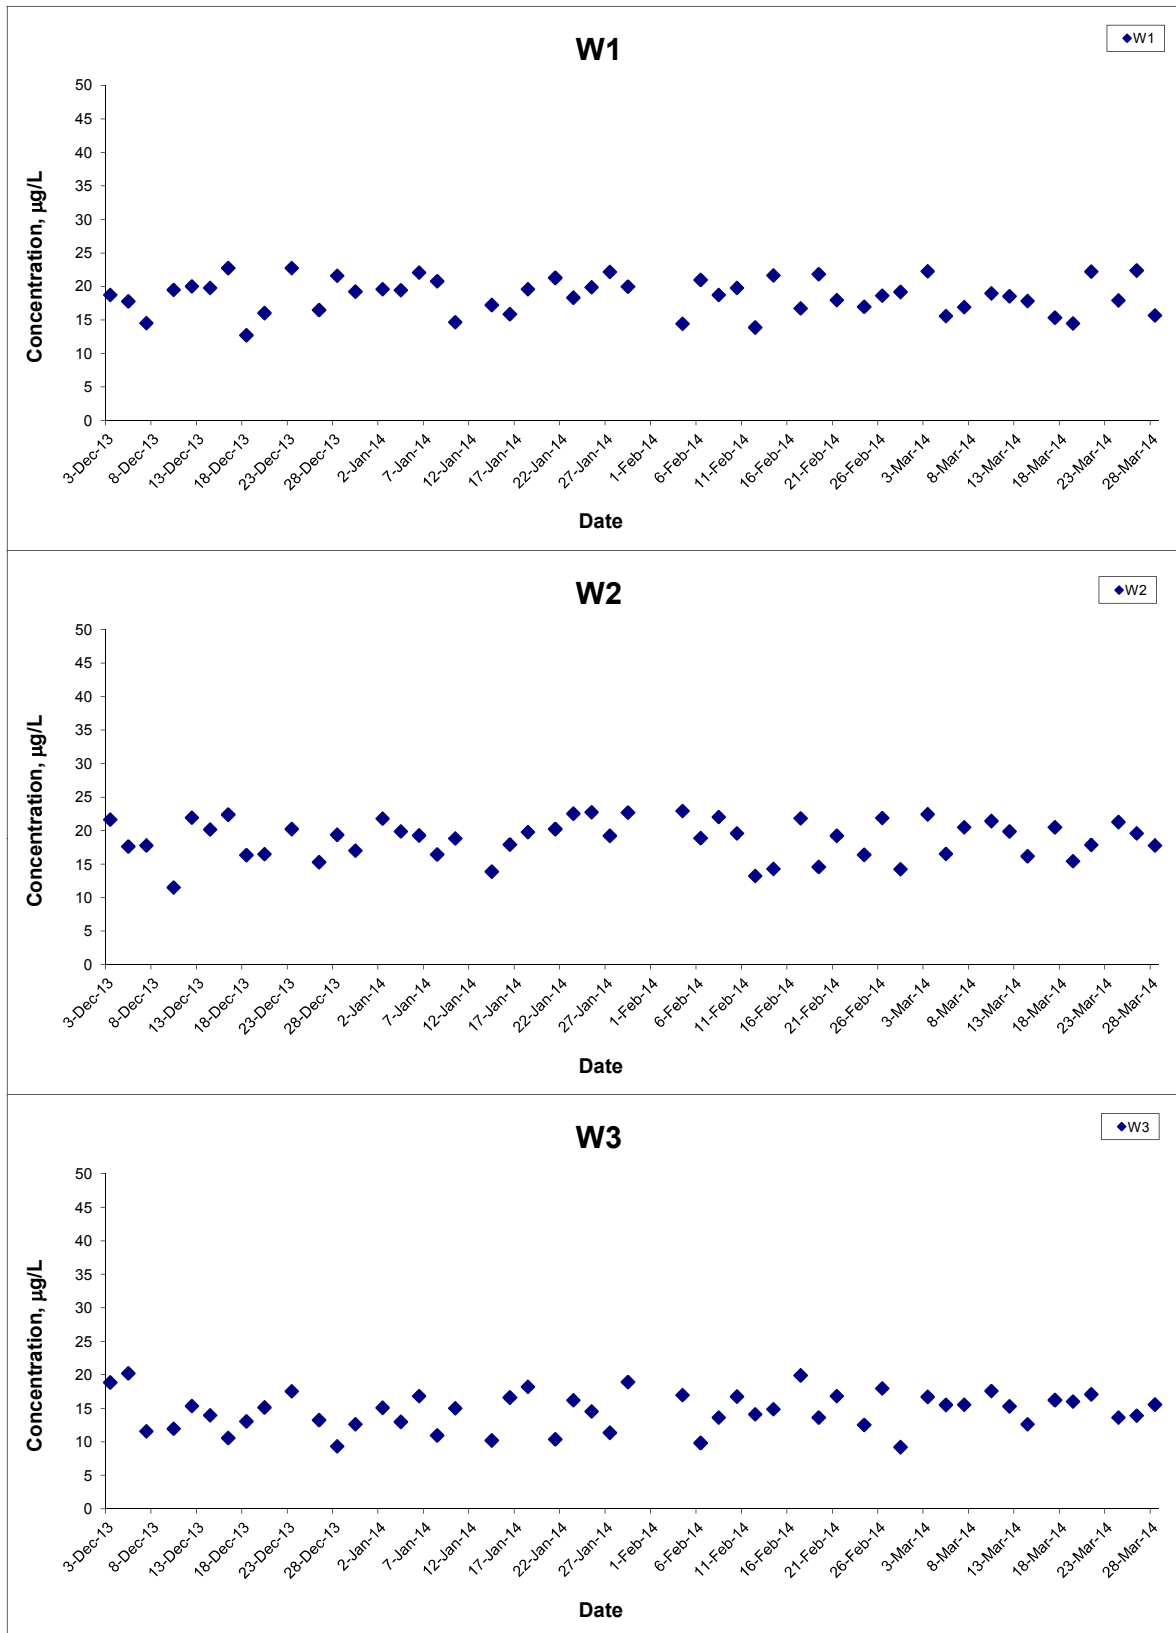 W1
W1
50
45
40
35
30
25
20
15
10
5
0
Concentration, µg/L
3-Dec-13
8-Dec-13
13-Dec-13
18-Dec-13
23-Dec-13
28-Dec-13
2-Jan-14
7-Jan-14
12-Jan-14
17-Jan-14
22-Jan-14
27-Jan-14
1-Feb-14
6-Feb-14
11-Feb-14
16-Feb-14
21-Feb-14
26-Feb-14
3-Mar-14
8-Mar-14
13-Mar-14
18-Mar-14
23-Mar-14
28-Mar-14
Date
W2
W2
50
45
40
35
30
25
20
15
10
5
0
Concentration, µg/L
3-Dec-13
8-Dec-13
13-Dec-13
18-Dec-13
23-Dec-13
28-Dec-13
2-Jan-14
7-Jan-14
12-Jan-14
17-Jan-14
22-Jan-14
27-Jan-14
1-Feb-14
6-Feb-14
11-Feb-14
16-Feb-14
21-Feb-14
26-Feb-14
3-Mar-14
8-Mar-14
13-Mar-14
18-Mar-14
23-Mar-14
28-Mar-14
Date
W3
W3
50
45
40
35
30
25
20
15
10
5
0
Concentration, µg/L
3-Dec-13
8-Dec-13
13-Dec-13
18-Dec-13
23-Dec-13
28-Dec-13
2-Jan-14
7-Jan-14
12-Jan-14
17-Jan-14
22-Jan-14
27-Jan-14
1-Feb-14
6-Feb-14
11-Feb-14
16-Feb-14
21-Feb-14
26-Feb-14
3-Mar-14
8-Mar-14
13-Mar-14
18-Mar-14
23-Mar-14
28-Mar-14
Date